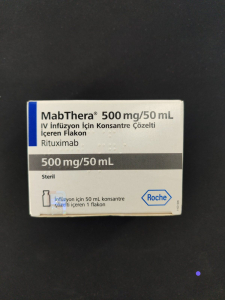 MabThera® 500 mg/50 mL
IV İnfüzyon İçin Konsantre Çözelti
İçeren Flakon
Rituximab
500 mg/50 mL
Steril
İnfüzyon için 50 mL konsantre
çözelti içeren 1 flakon
Roche